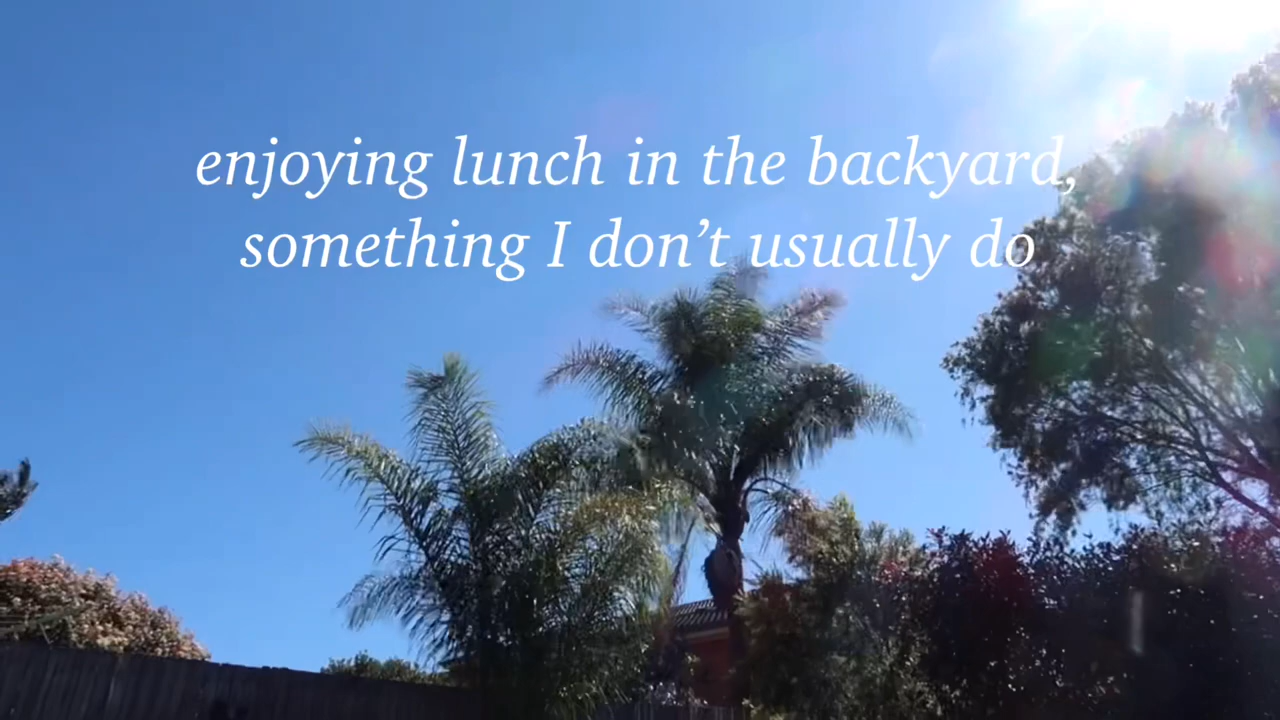 enjoying lunch in the backyard,
something I don’t usually do